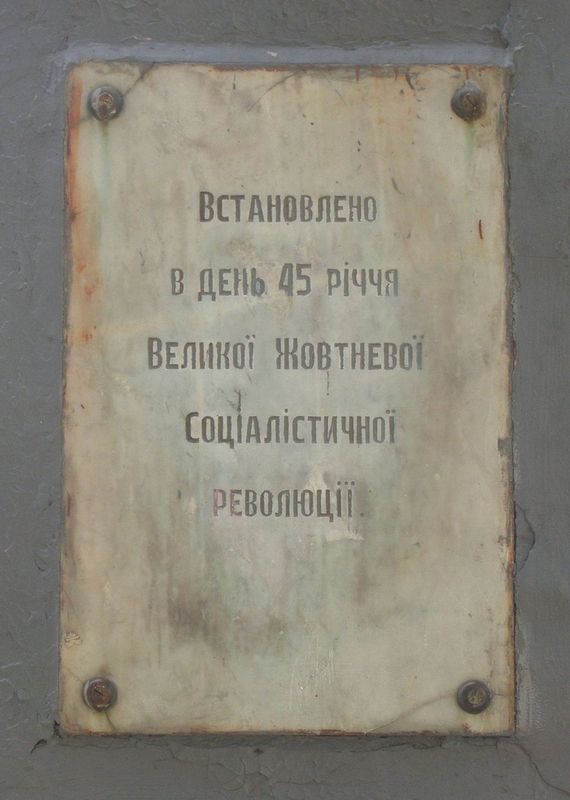 Встановлено
в день 45 річчя
Великої Жовтневої
Соціалістичної
революції.